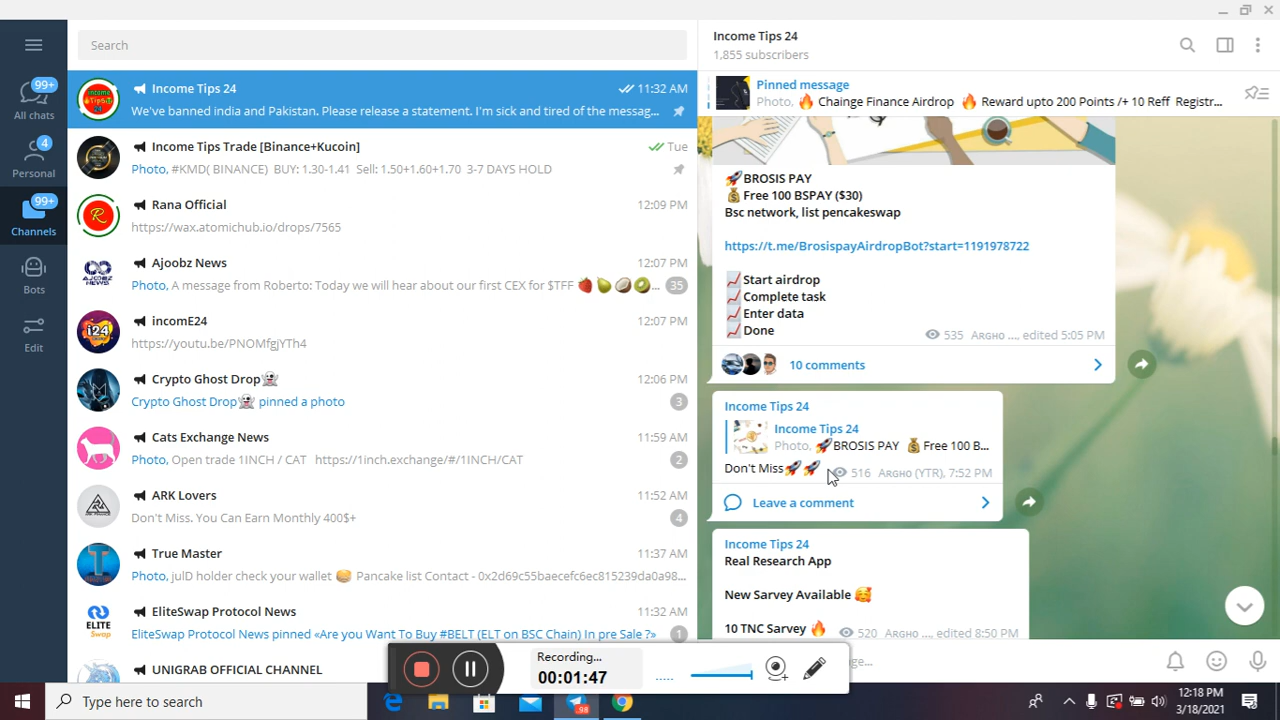 Search
99+
All chats
4
Personal
99+
Channels
Bots
Edit
Income Tips 24 11:32 AM
We've banned india and Pakistan. Please release a statement. I'm sick and tired of the messag...
Income Tips Trade [Binance+Kucoin] Tue
Photo, #KMD( BINANCE) BUY: 1.30-1.41 Sell: 1.50+1.60+1.70 3-7 DAYS HOLD
Rana Official 12:09 PM
https://wax.atomichub.io/drops/7565
Ajoobz News 12:07 PM
Photo, A message from Roberto: Today we will hear about our first CEX for $TFF 🍓🍐🥥🥝... 35
incomE24 12:07 PM
https://youtu.be/PNOMfgjYTh4
Crypto Ghost Drop👻 12:06 PM
Crypto Ghost Drop👻 pinned a photo 3
Cats Exchange News 11:59 AM
Photo, Open trade 1INCH / CAT https://1inch.exchange/#/1INCH/CAT 2
ARK Lovers 11:52 AM
Don't Miss. You Can Earn Monthly 400$+ 4
True Master 11:37 AM
Photo, julD holder check your wallet 🥞 Pancake list Contact - 0x2d69c55baecefc6ec815239da0a98...
EliteSwap Protocol News 11:32 AM
EliteSwap Protocol News pinned «Are you Want To Buy #BELT (ELT on BSC Chain) In pre Sale ?» 1
UNIGRAB OFFICIAL CHANNEL
Income Tips 24
1,855 subscribers
Pinned message
Photo, 🔥 Chainge Finance Airdrop 🔥 Reward upto 200 Points /+ 10 Reff Registr...
🚀BROSIS PAY
💰Free 100 BSPAY ($30)
Bsc network, list pencakeswap
https://t.me/BrosispayAirdropBot?start=1191978722
📈Start airdrop
📈Complete task
📈Enter data
📈Done
535 ARGHO ..., edited 5:05 PM
10 comments
Income Tips 24
Income Tips 24
Photo, 🚀BROSIS PAY 💰Free 100 B...
Don't Miss🚀🚀 516 ARGHO (YTR), 7:52 PM
Leave a comment
Income Tips 24
Real Research App
New Sarvey Available 🥰
10 TNC Sarvey 🔥 520 ARGHO ..., edited 8:50 PM
Recording...
00:01:47
Type here to search
98
12:18 PM
3/18/2021